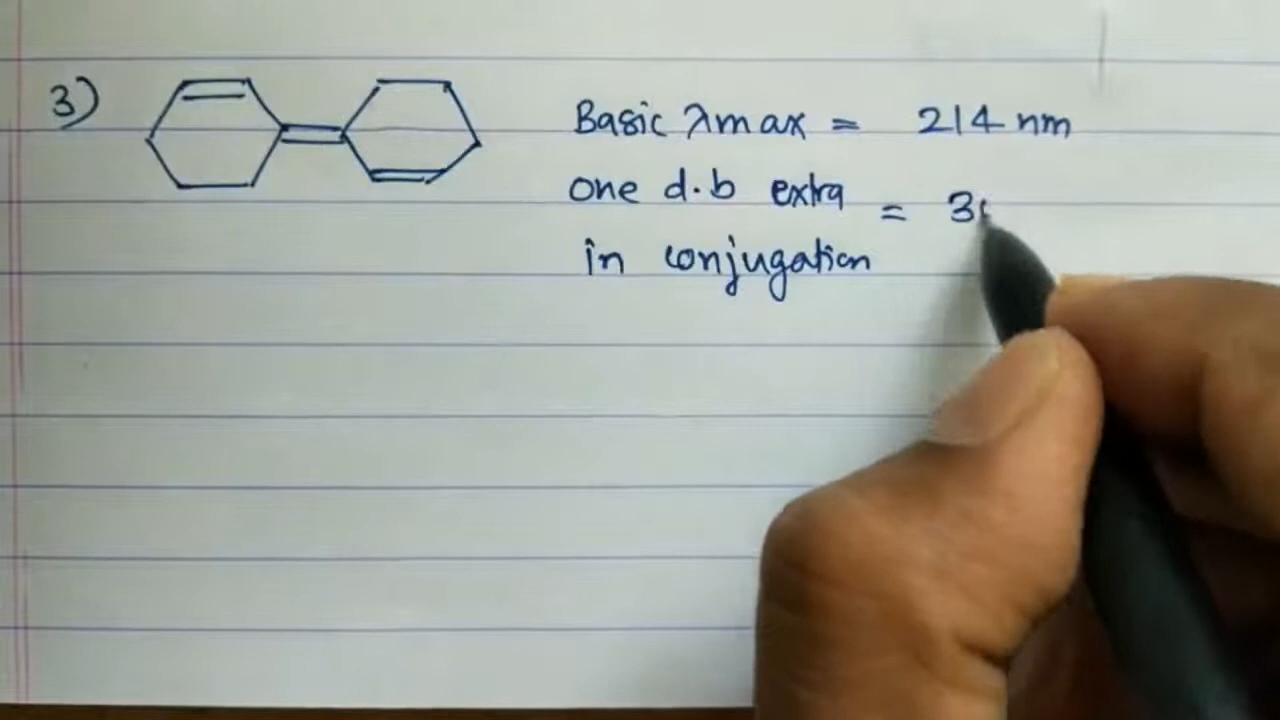 3)
Basic λmax = 214 nm
one d.b extra
= 3
in conjugation